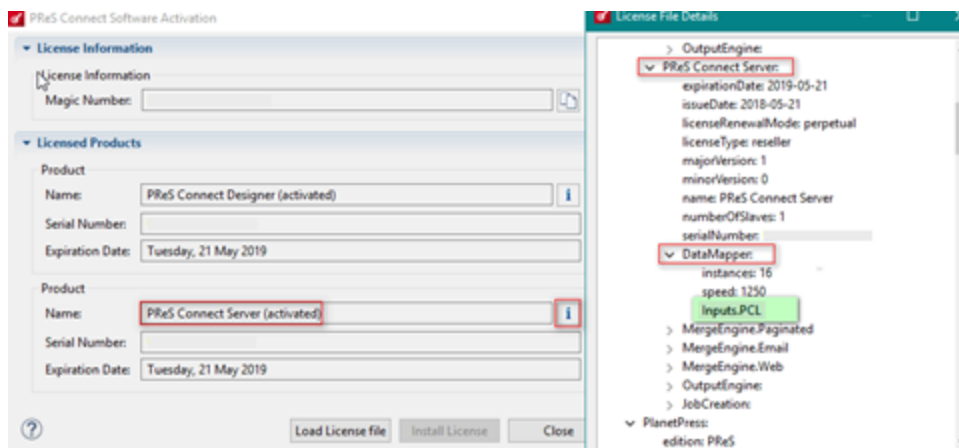 PReS Connect Software Activation
License Information
License Information
Magic Number:
Licensed Products
Product
Name: PReS Connect Designer (activated)
Serial Number:
Expiration Date: Tuesday, 21 May 2019
Product
Name: PReS Connect Server (activated)
Serial Number:
Expiration Date: Tuesday, 21 May 2019
Load License file Install License Close
License File Details
OutputEngine:
PReS Connect Server:
expirationDate: 2019-05-21
issueDate: 2018-05-21
licenseRenewalMode: perpetual
licenseType: reseller
majorVersion: 1
minorVersion: 0
name: PReS Connect Server
numberOfSlaves: 1
serialNumber:
DataMapper:
instances: 16
speed: 1250
Inputs.PCL
MergeEngine.Paginated
MergeEngine.Email
MergeEngine.Web
OutputEngine:
JobCreation:
PlanetPress:
edition: PReS